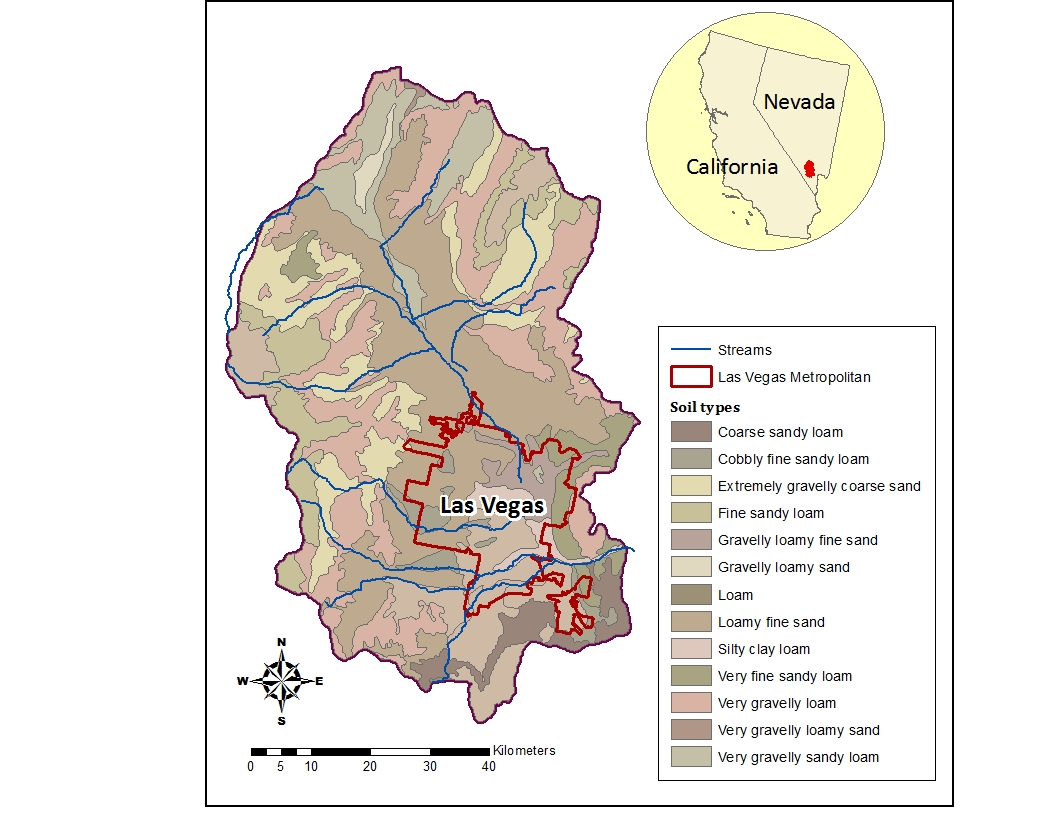 Nevada
California
Streams
Las Vegas Metropolitan
Soil types
Coarse sandy loam
Cobbly fine sandy loam
Extremely gravelly coarse sand
Fine sandy loam
Gravelly loamy fine sand
Gravelly loamy sand
Loam
Loamy fine sand
Silty clay loam
Very fine sandy loam
Very gravelly loam
Very gravelly loamy sand
Very gravelly sandy loam
Las Vegas
N
W E
S
Kilometers
0 5 10 20 30 40